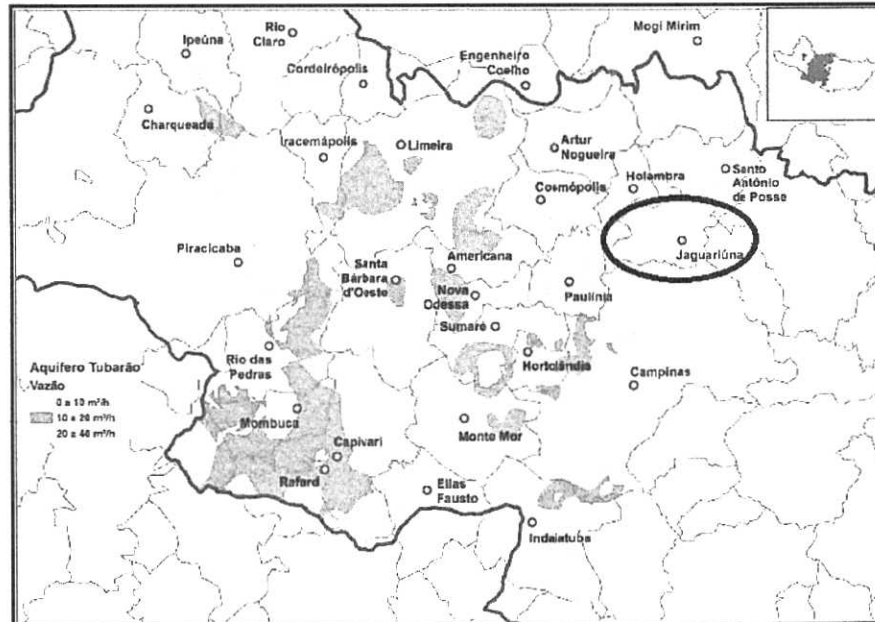 Rio
Claro
Ipeúna
Mogi Mirim
Engenheiro
Coelho
Cordeirópolis
Charqueada
Iracemápolis
Limeira
Artur
Nogueira
Santo
Antônio
de Posse
Holambra
Cosmópolis
Piracicaba
Jaguariúna
Americana
Santa
Bárbara
d'Oeste
Nova
Odessa
Paulínia
Sumaré
Rio das
Pedras
Hortolândia
Campinas
Aquífero Tubarão
Vazão
0 a 10 m³/h
10 a 20 m³/h
20 a 40 m³/h
Mombuca
Monte Mor
Capivari
Rafard
Elias
Fausto
Indaiatuba